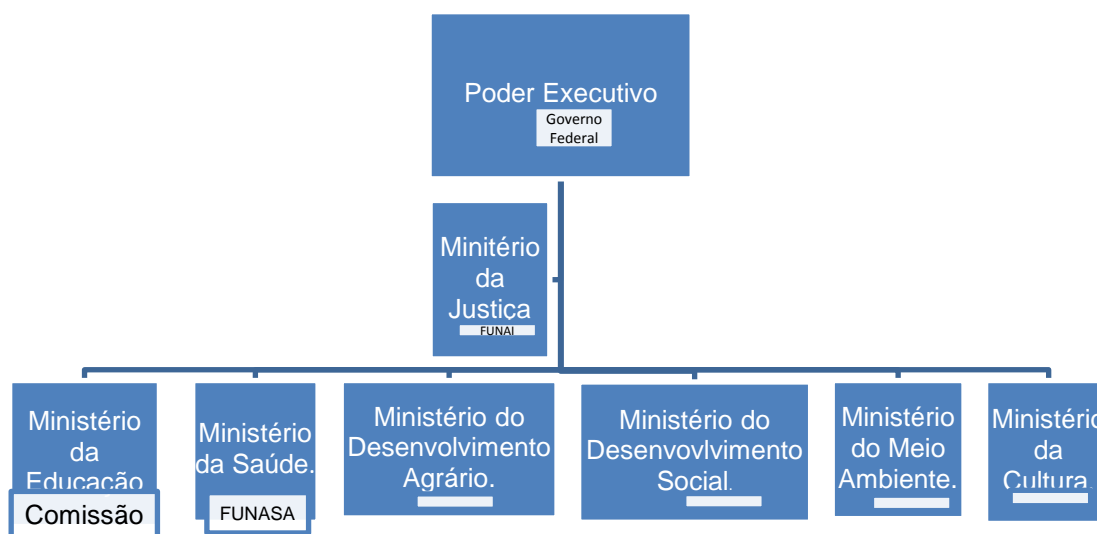 Poder Executivo
Governo
Federal
Minitério
da
Justiça
FUNAI
Ministério
da
Educação
Comissão
Ministério
da Saúde.
FUNASA
Ministério do
Desenvolvimento
Agrário.
Ministério do
Desenvovlvimento
Social.
Ministério
do Meio
Ambiente.
Ministério
da
Cultura.